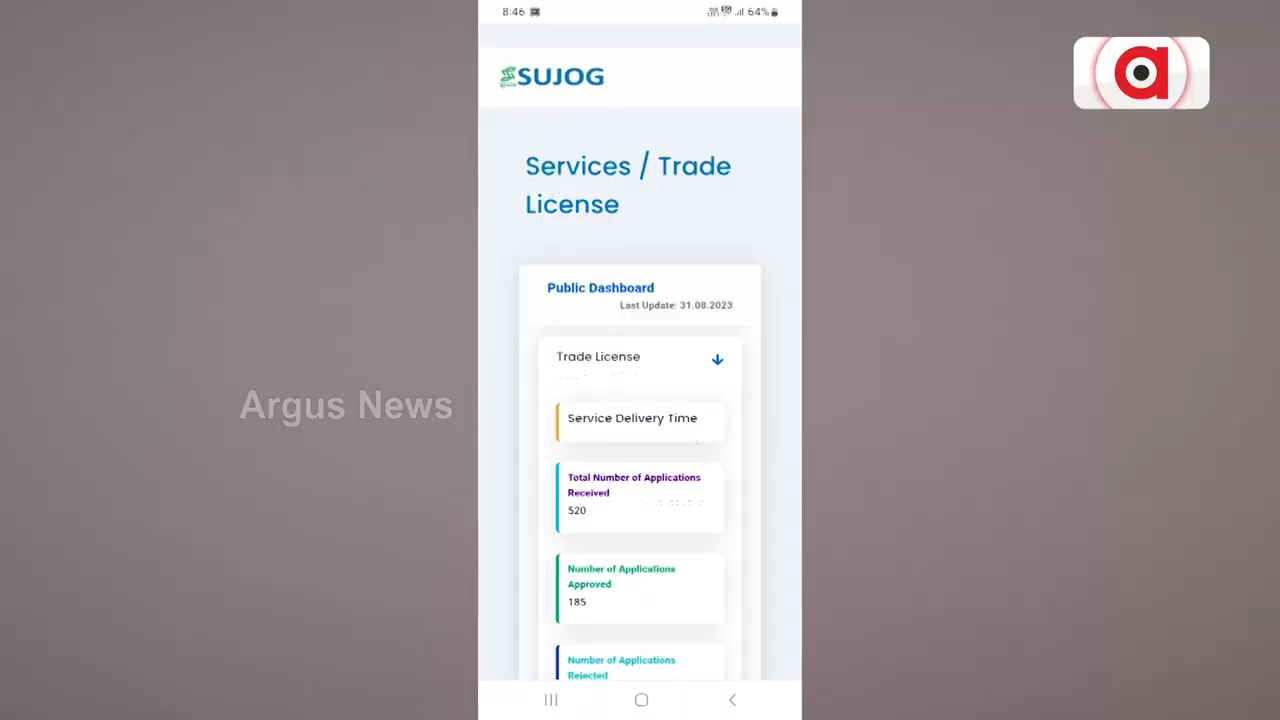 8:46
64%
SUJOG
Services / Trade
License
Public Dashboard
Last Update: 31.08.2023
Trade License
Service Delivery Time
Total Number of Applications
Received
520
Number of Applications
Approved
185
Number of Applications
Rejected
Argus News
a